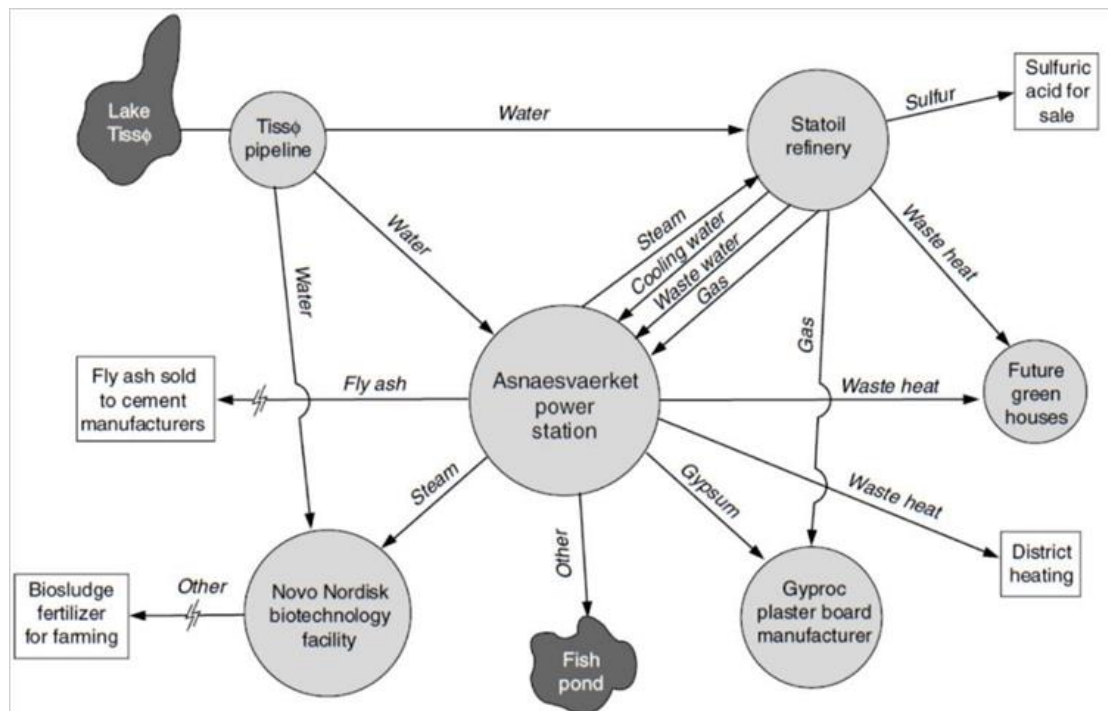 Lake
Tissϕ
Tissϕ
pipeline
Water
Statoil
refinery
Sulfur
Sulfuric
acid for
sale
Water
Water
Steam
Cooling water
Waste water
Gas
Gas
Waste heat
Fly ash sold
to cement
manufacturers
Fly ash
Asnaesvaerket
power
station
Waste heat
Future
green
houses
Steam
Other
Gypsum
Waste heat
District
heating
Biosludge
fertilizer
for farming
Other
Novo Nordisk
biotechnology
facility
Fish
pond
Gyproc
plaster board
manufacturer